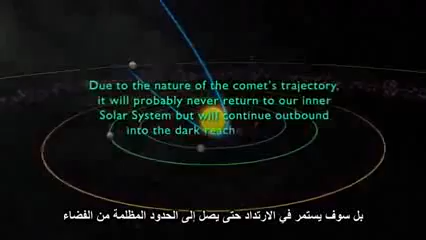 Due to the nature of the comet's trajectory,
it will probably never return to our inner
Solar System but will continue outbound
into the dark reach
بل سوف يستمر في الارتداد حتى يصل إلى الحدود المظلمة من الفضاء